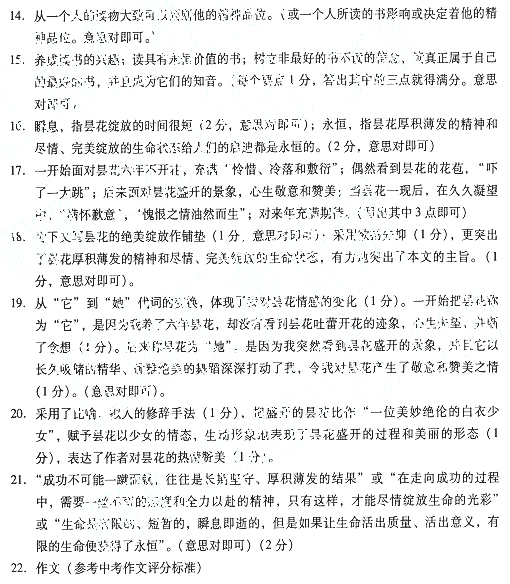 14. 从一个人的读物大致可以判断他的精神品位。（或一个人所读的书影响或决定着他的精
神品位。意思对即可。）
15. 养成读书的兴趣；读具有永恒价值的书；树立非最好的书不读的信念，读真正属于自己
的最好的书，并且成为它们的知音。（每个要点1分，答出其中的三点就得满分。意思
对即可。
16. 瞬息，指昙花绽放的时间很短（2分，意思对即可）；永恒，指昙花厚积薄发的精神和
尽情、完美绽放的生命状态给人们的启迪都是永恒的。（2分，意思对即可）
17. 一开始面对昙花六年不开花，充满“怜惜、冷落和敷衍”；偶然看到昙花的花苞，“吓
了一大跳”；后来面对昙花盛开的景象，心生敬意和赞美；当昙花一现后，在久久凝望
中，“满怀歉意”，“愧恨之情油然而生”；对来年充满期待。（写出其中3点即可）
18. 为下文写昙花的绝美绽放作铺垫（1分，意思对即可）；采用欲扬先抑（1分），更突出
了昙花厚积薄发的精神和尽情、完美绽放的生命状态，有力地突出了本文的主旨。（1
分，意思对即可）。
19. 从“它”到“她”代词的变换，体现了我对昙花情感的变化（1分）。一开始把昙花称
为“它”，是因为我养了六年昙花，却没有看到昙花吐蕾开花的迹象，心生失望，并断
了念想（1分）。后来称昙花为“她”，是因为我突然看到昙花盛开的景象，并且它以
长久吸储的精华、 深深打动了我，令我对昙花产生了敬意和赞美之情
（1分）。（意思对即可）。
20. 采用了比喻、拟人的修辞手法（1分），把盛开的昙花比作“一位美妙绝伦的白衣少
女”，赋予昙花以少女的情态，生动形象地表现了昙花盛开的过程和美丽的形态（1
分），表达了作者对昙花的热情赞美（1分）。
21. “成功不可能一蹴而就，往往是长期坚守、厚积薄发的结果”或“在走向成功的过程
中，需要 的态度和全力以赴的精神，只有这样，才能尽情绽放生命的光彩”
或“生命是有限的、短暂的，瞬息即逝的，但是如果让生命活出质量、活出意义，有
限的生命便获得了永恒”。（意思对即可）（2分）
22. 作文（参考中考作文评分标准）